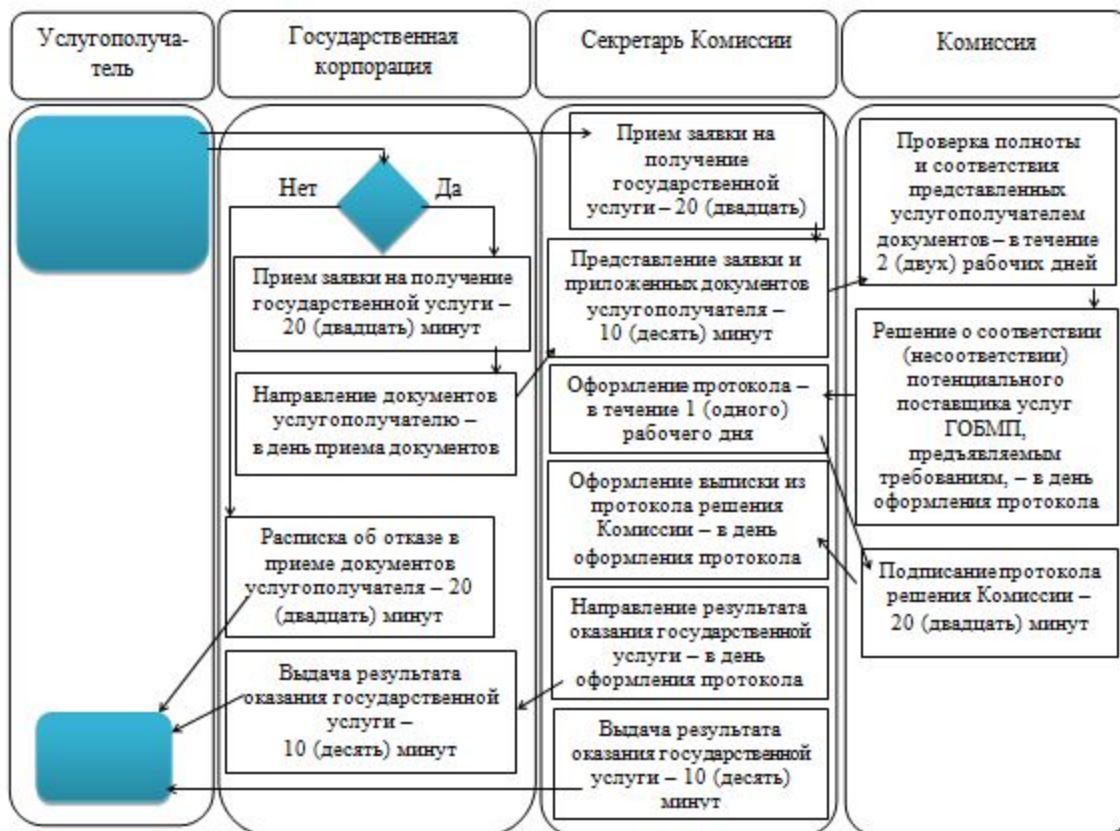 Услугополуча-
тель
Государственная
корпорация
Секретарь Комиссии
Комиссия
Нет
Да
Прием заявки на получение
государственной услуги –
20 (двадцать) минут
Направление документов
услугополучателю –
в день приема документов
Расписка об отказе в
приеме документов
услугополучателя – 20
(двадцать) минут
Выдача результата
оказания государственной
услуги –
10 (десять) минут
Прием заявки на
получение
государственной
услуги – 20 (двадцать)
Представление заявки и
приложенных документов
услугополучателя –
10 (десять) минут
Оформление протокола –
в течение 1 (одного)
рабочего дня
Оформление выписки из
протокола решения
Комиссии – в день
оформления протокола
Направление результата
оказания государственной
услуги – в день
оформления протокола
Выдача результата
оказания государственной
услуги – 10 (десять)
минут
Проверка полноты
и соответствия
представленных
услугополучателем
документов – в течение
2 (двух) рабочих дней
Решение о соответствии
(несоответствии)
потенциального
поставщика услуг
ГОБМП,
предъявляемым
требованиям, – в день
оформления протокола
Подписание протокола
решения Комиссии –
20 (двадцать) минут